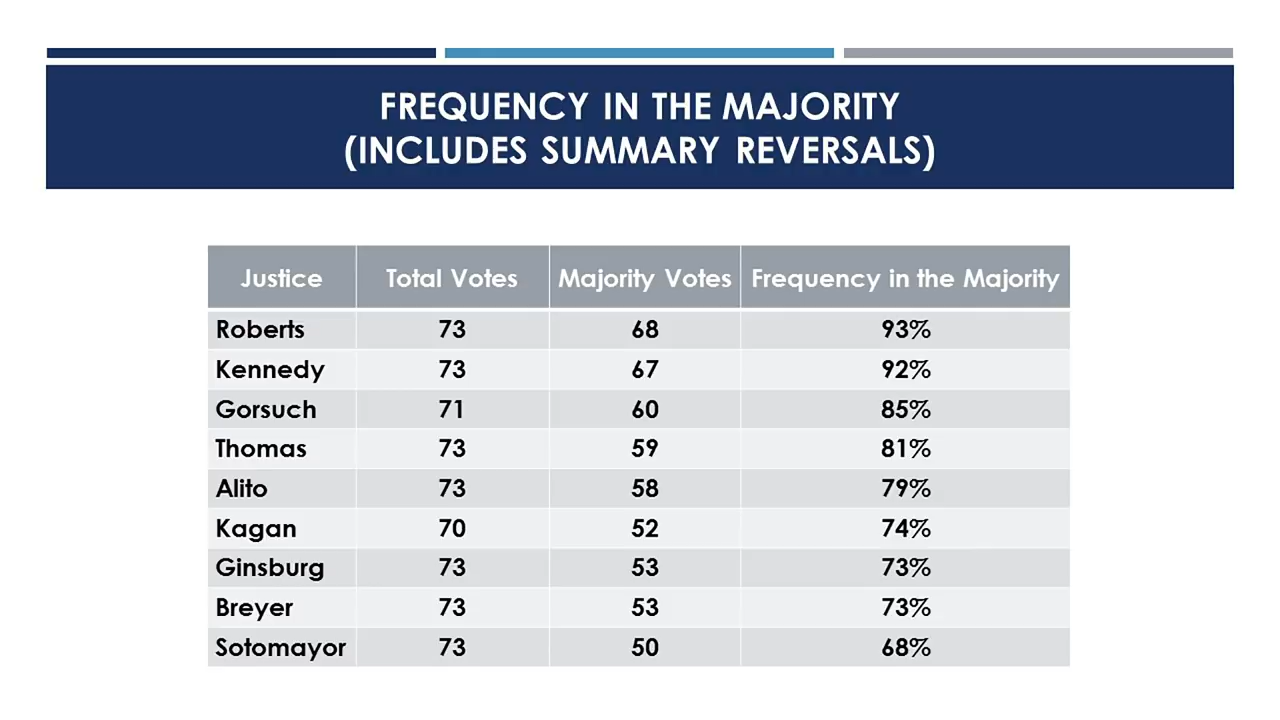 FREQUENCY IN THE MAJORITY
(INCLUDES SUMMARY REVERSALS)
Justice Total Votes Majority Votes Frequency in the Majority
Roberts 73 68 93%
Kennedy 73 67 92%
Gorsuch 71 60 85%
Thomas 73 59 81%
Alito 73 58 79%
Kagan 70 52 74%
Ginsburg 73 53 73%
Breyer 73 53 73%
Sotomayor 73 50 68%